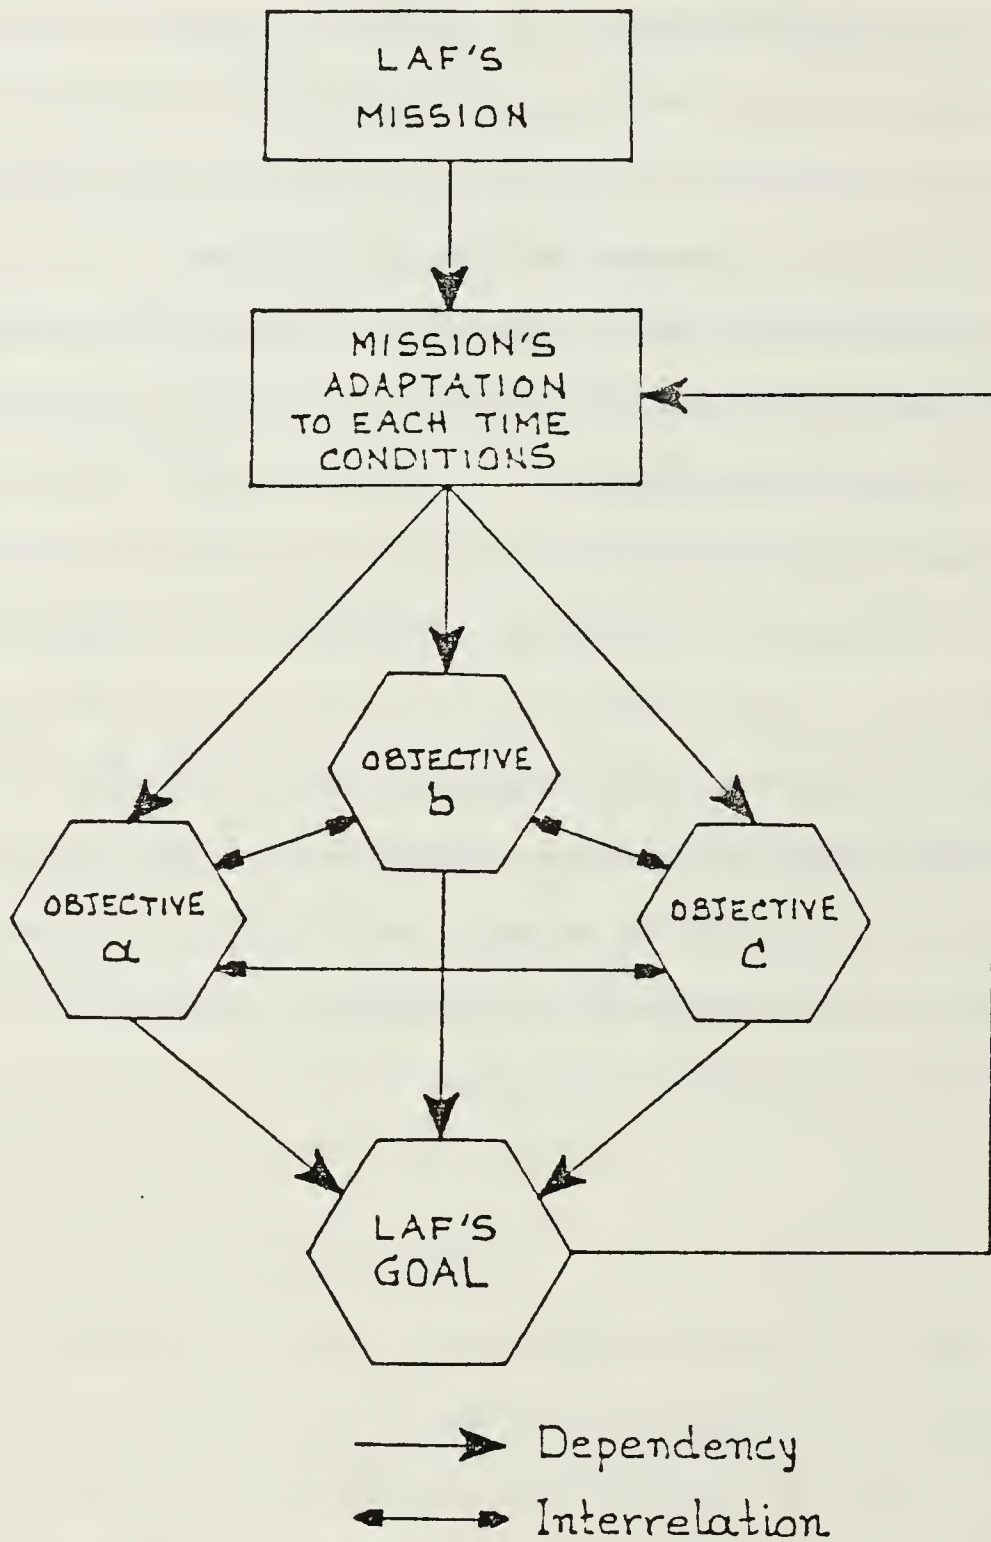 LAF'S
MISSION
MISSION'S
ADAPTATION
TO EACH TIME
CONDITIONS
OBJECTIVE
b
OBJECTIVE
a
OBJECTIVE
c
LAF'S
GOAL
Dependency
Interrelation